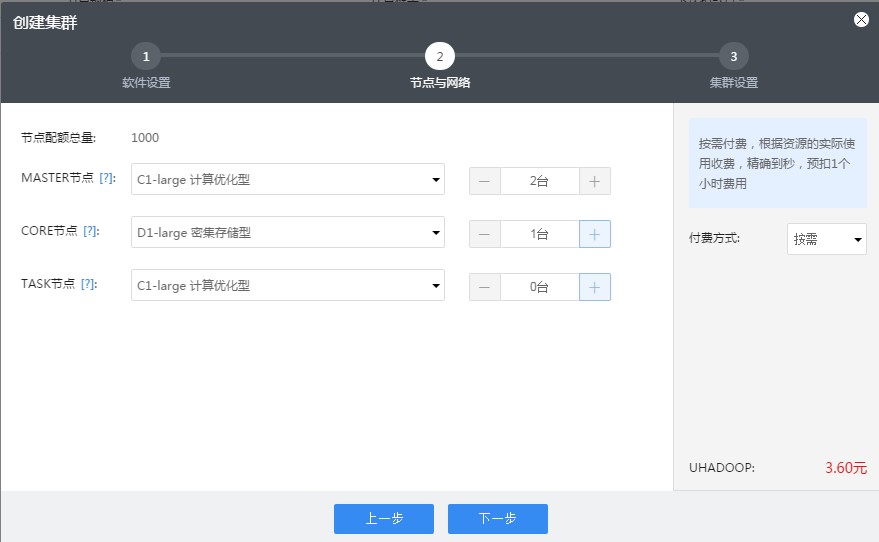 创建集群
1
2
3
软件设置
节点与网络
集群设置
节点配额总量: 1000
MASTER节点 [?]: C1-large 计算优化型 2台
CORE节点 [?]: D1-large 密集存储型 1台
TASK节点 [?]: C1-large 计算优化型 0台
按需付费，根据资源的实际使
用收费，精确到秒，预扣1个
小时费用
付费方式: 按需
UHADOOP: 3.60元
上一步 下一步